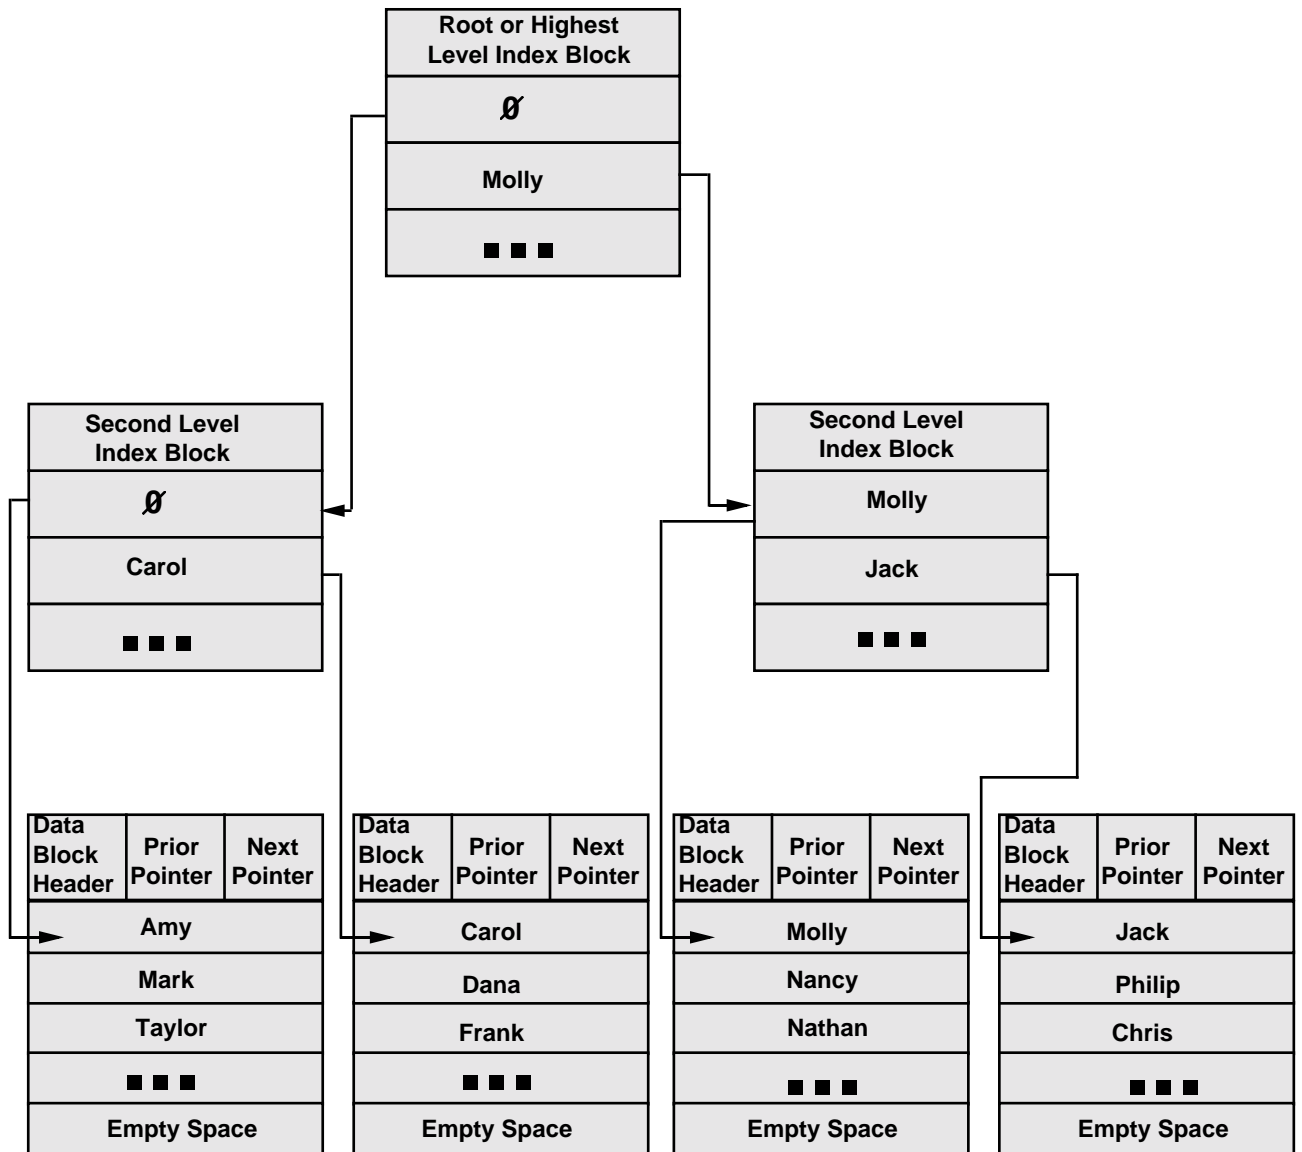 Root or Highest
Level Index Block
Ø
Molly
Second Level
Index Block
Ø
Carol
Second Level
Index Block
Molly
Jack
Data
Block
Header
Prior
Pointer
Next
Pointer
Amy
Mark
Taylor
Empty Space
Data
Block
Header
Prior
Pointer
Next
Pointer
Carol
Dana
Frank
Empty Space
Data
Block
Header
Prior
Pointer
Next
Pointer
Molly
Nancy
Nathan
Empty Space
Data
Block
Header
Prior
Pointer
Next
Pointer
Jack
Philip
Chris
Empty Space